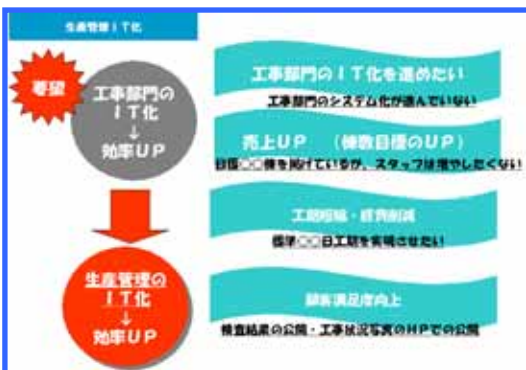 生産管理IT化
要望
工事部門の
IT化
↓
効率UP
生産管理の
IT化
↓
効率UP
工事部門のIT化を進めたい
工事部門のシステム化が進んでいない
売上UP (棟数目標のUP)
目標○○棟を掲げているが、スタッフは増やしたくない
工期短縮・経費削減
標準○○日工期を実現させたい
顧客満足度向上
検査結果の公開・工事状況写真のHPでの公開